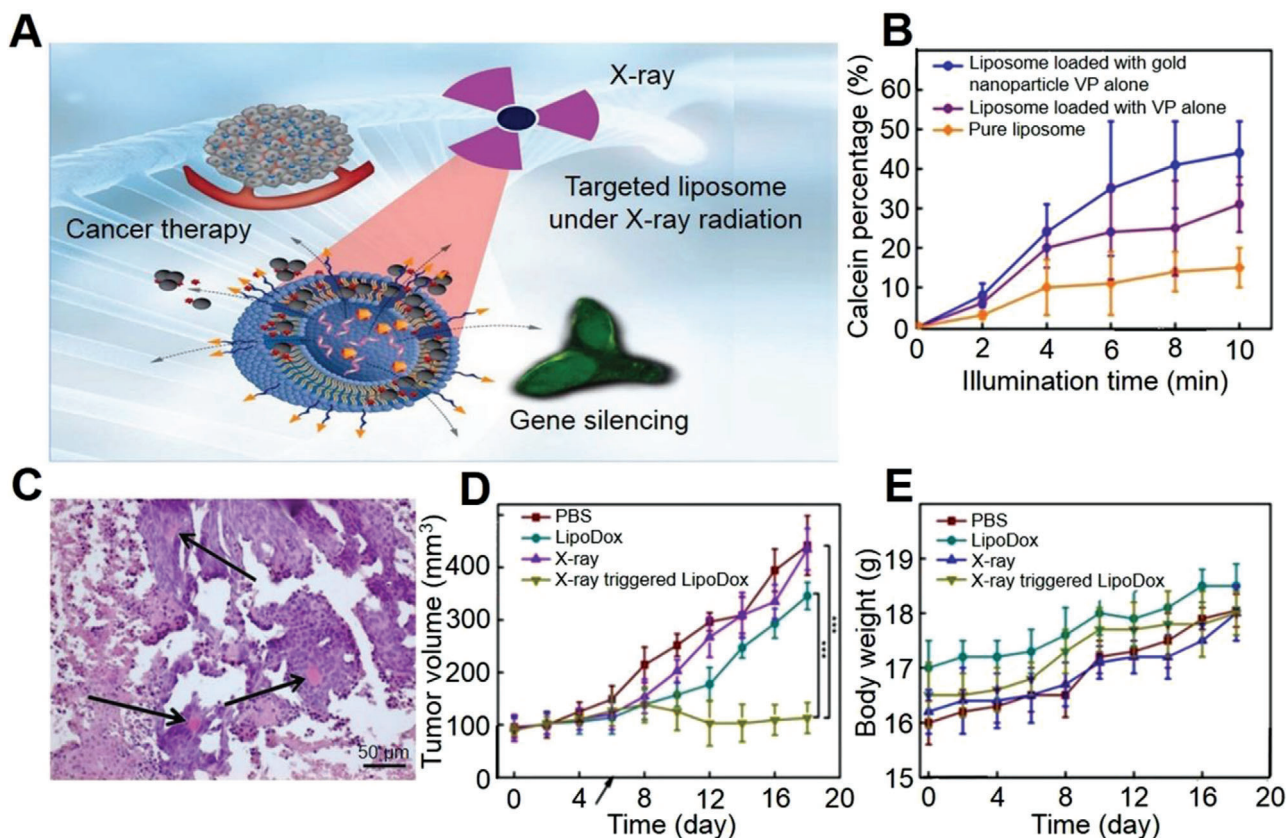 A
X-ray
Targeted liposome
under X-ray radiation
Cancer therapy
Gene silencing
B
Calcein percentage (%)
60
50
40
30
20
10
0
Liposome loaded with gold
nanoparticle VP alone
Liposome loaded with VP alone
Pure liposome
0 2 4 6 8 10
Illumination time (min)
C
50 µm
D
Tumor volume (mm³)
400
300
200
100
0
PBS
LipoDox
X-ray
X-ray triggered LipoDox
***
***
0 4 8 12 16 20
Time (day)
E
Body weight (g)
19
18
17
16
15
PBS
LipoDox
X-ray
X-ray triggered LipoDox
0 4 8 12 16 20
Time (day)